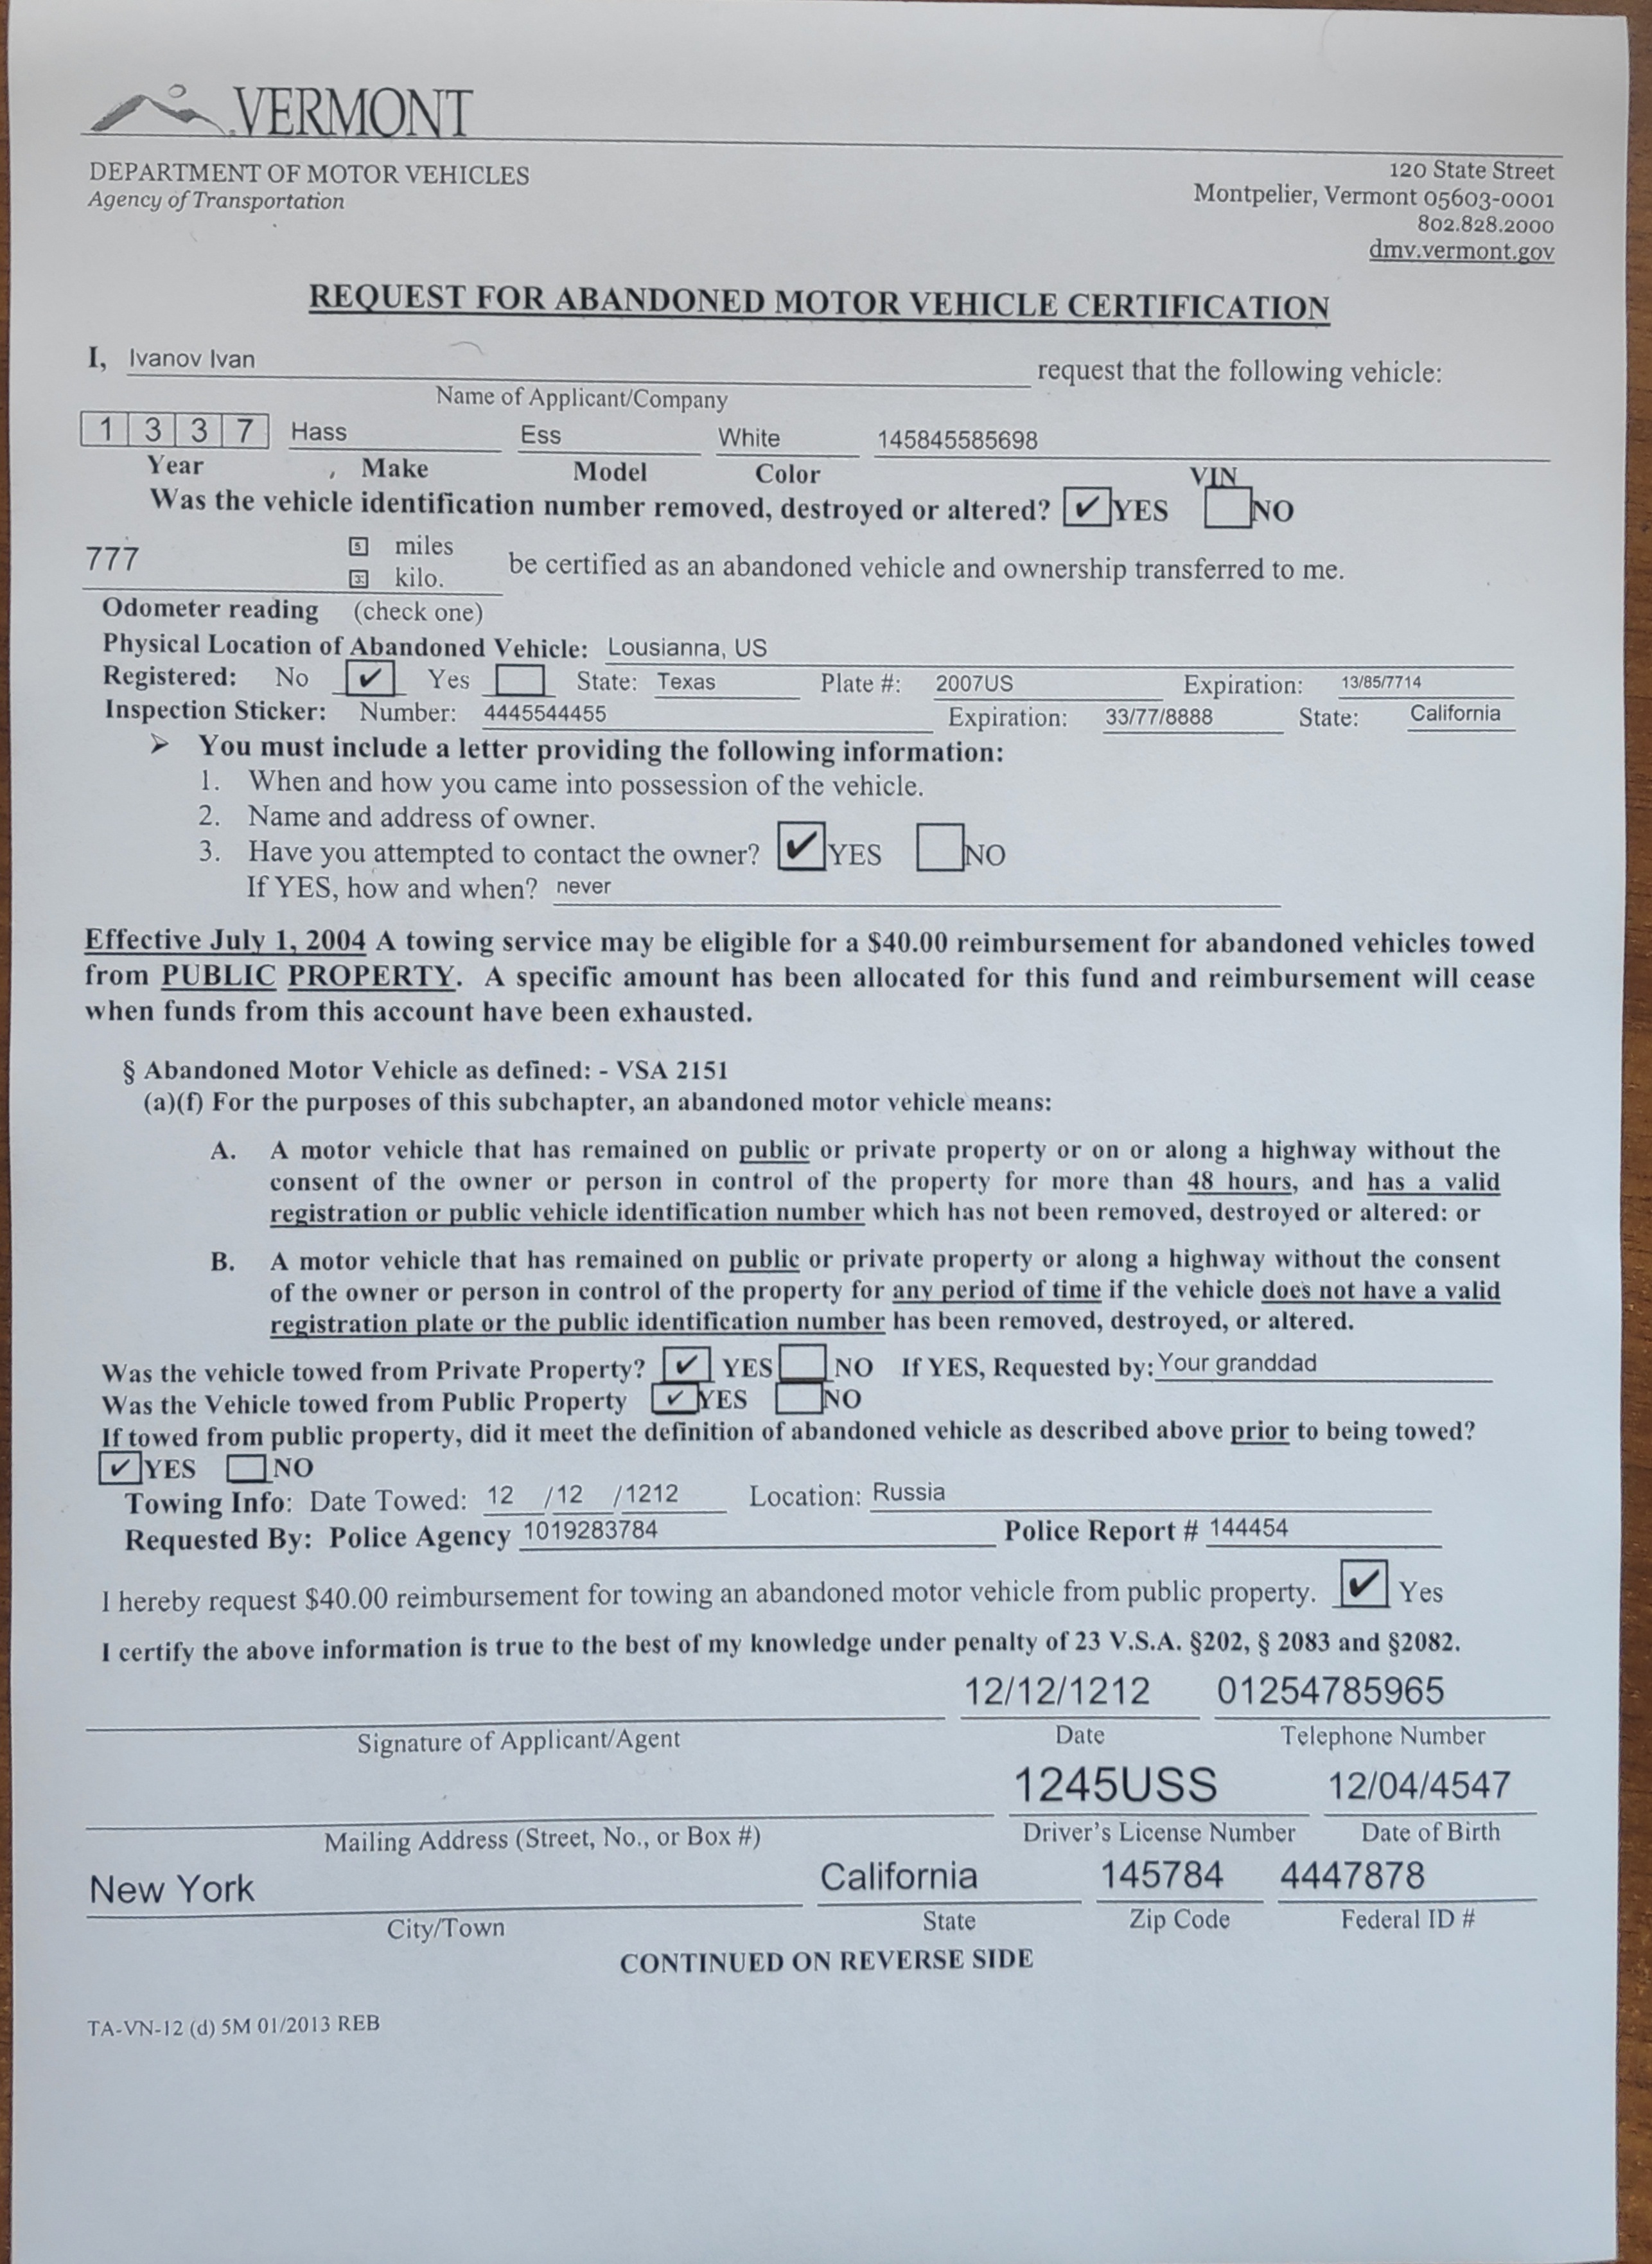 VERMONT
DEPARTMENT OF MOTOR VEHICLES
Agency of Transportation
120 State Street
Montpelier, Vermont 05603-0001
802.828.2000
dmv.vermont.gov
REQUEST FOR ABANDONED MOTOR VEHICLE CERTIFICATION
I, Ivanov Ivan request that the following vehicle:
Name of Applicant/Company
1 3 3 7 Hass Ess White 145845585698
Year Make Model Color VIN
Was the vehicle identification number removed, destroyed or altered? ✔ YES NO
777 5 miles
3 kilo. be certified as an abandoned vehicle and ownership transferred to me.
Odometer reading (check one)
Physical Location of Abandoned Vehicle: Lousianna, US
Registered: No ✔ Yes State: Texas Plate #: 2007US Expiration: 13/85/7714
Inspection Sticker: Number: 4445544455 Expiration: 33/77/8888 State: California
➢ You must include a letter providing the following information:
1. When and how you came into possession of the vehicle.
2. Name and address of owner.
3. Have you attempted to contact the owner? ✔ YES NO
If YES, how and when? never
Effective July 1, 2004 A towing service may be eligible for a $40.00 reimbursement for abandoned vehicles towed
from PUBLIC PROPERTY. A specific amount has been allocated for this fund and reimbursement will cease
when funds from this account have been exhausted.
§ Abandoned Motor Vehicle as defined: - VSA 2151
(a)(f) For the purposes of this subchapter, an abandoned motor vehicle means:
A. A motor vehicle that has remained on public or private property or on or along a highway without the
consent of the owner or person in control of the property for more than 48 hours, and has a valid
registration or public vehicle identification number which has not been removed, destroyed or altered: or
B. A motor vehicle that has remained on public or private property or along a highway without the consent
of the owner or person in control of the property for any period of time if the vehicle does not have a valid
registration plate or the public identification number has been removed, destroyed, or altered.
Was the vehicle towed from Private Property? ✔ YES NO If YES, Requested by: Your granddad
Was the Vehicle towed from Public Property ✔ YES NO
If towed from public property, did it meet the definition of abandoned vehicle as described above prior to being towed?
✔ YES NO
Towing Info: Date Towed: 12 /12 /1212 Location: Russia
Requested By: Police Agency 1019283784 Police Report # 144454
I hereby request $40.00 reimbursement for towing an abandoned motor vehicle from public property. ✔ Yes
I certify the above information is true to the best of my knowledge under penalty of 23 V.S.A. §202, § 2083 and §2082.
12/12/1212 01254785965
Signature of Applicant/Agent Date Telephone Number
1245USS 12/04/4547
Mailing Address (Street, No., or Box #) Driver's License Number Date of Birth
New York California 145784 4447878
City/Town State Zip Code Federal ID #
CONTINUED ON REVERSE SIDE
TA-VN-12 (d) 5M 01/2013 REB